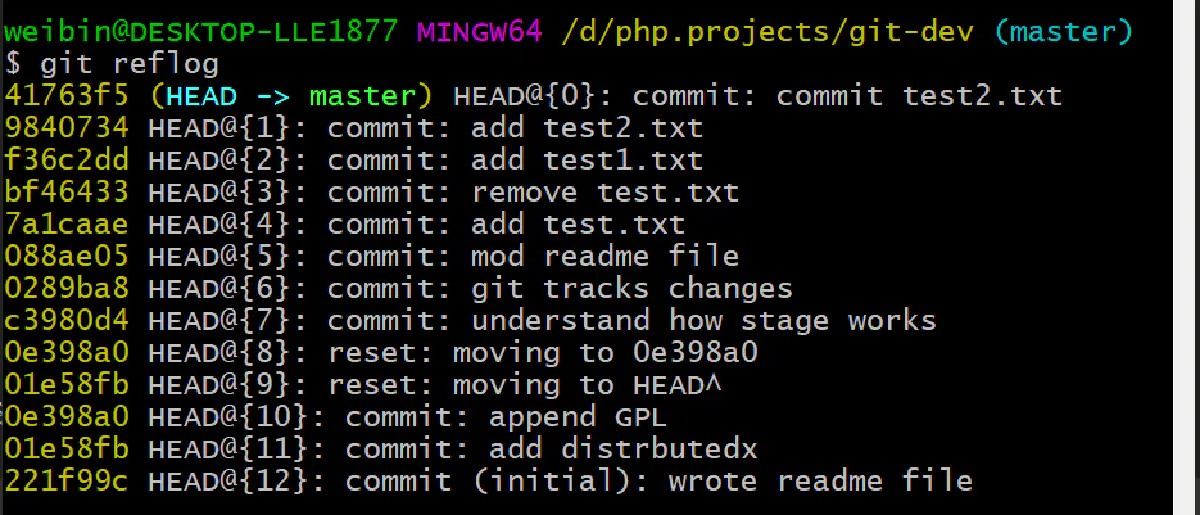 weibin@DESKTOP-LLE1877 MINGW64 /d/php.projects/git-dev (master)
$ git reflog
41763f5 (HEAD -> master) HEAD@{0}: commit: commit test2.txt
9840734 HEAD@{1}: commit: add test2.txt
f36c2dd HEAD@{2}: commit: add test1.txt
bf46433 HEAD@{3}: commit: remove test.txt
7a1caae HEAD@{4}: commit: add test.txt
088ae05 HEAD@{5}: commit: mod readme file
0289ba8 HEAD@{6}: commit: git tracks changes
c3980d4 HEAD@{7}: commit: understand how stage works
0e398a0 HEAD@{8}: reset: moving to 0e398a0
01e58fb HEAD@{9}: reset: moving to HEAD^
0e398a0 HEAD@{10}: commit: append GPL
01e58fb HEAD@{11}: commit: add distrbutedx
221f99c HEAD@{12}: commit (initial): wrote readme file